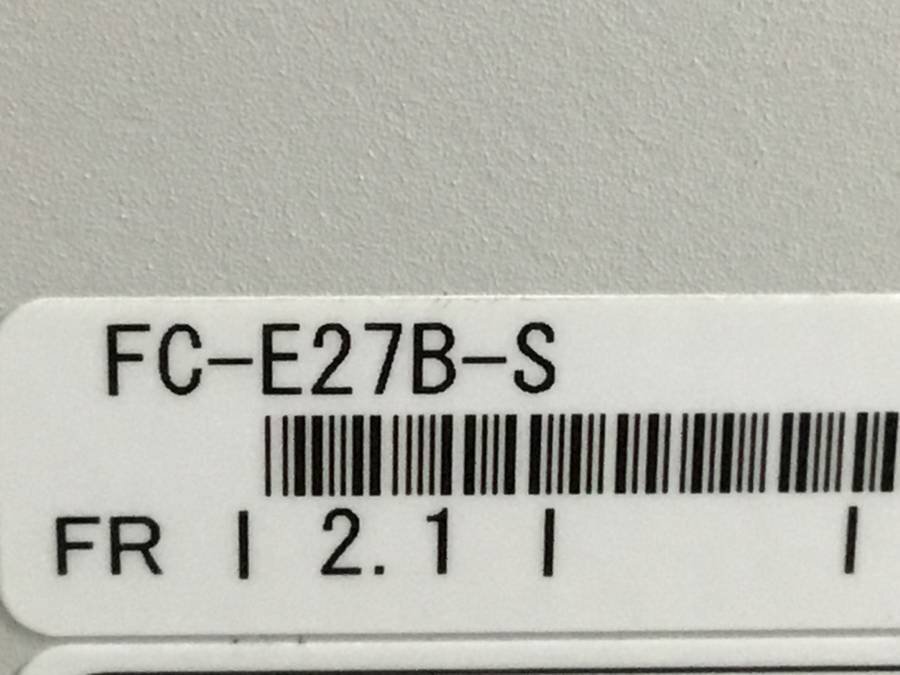 FC-E27B-S
FR | 2.1 | |